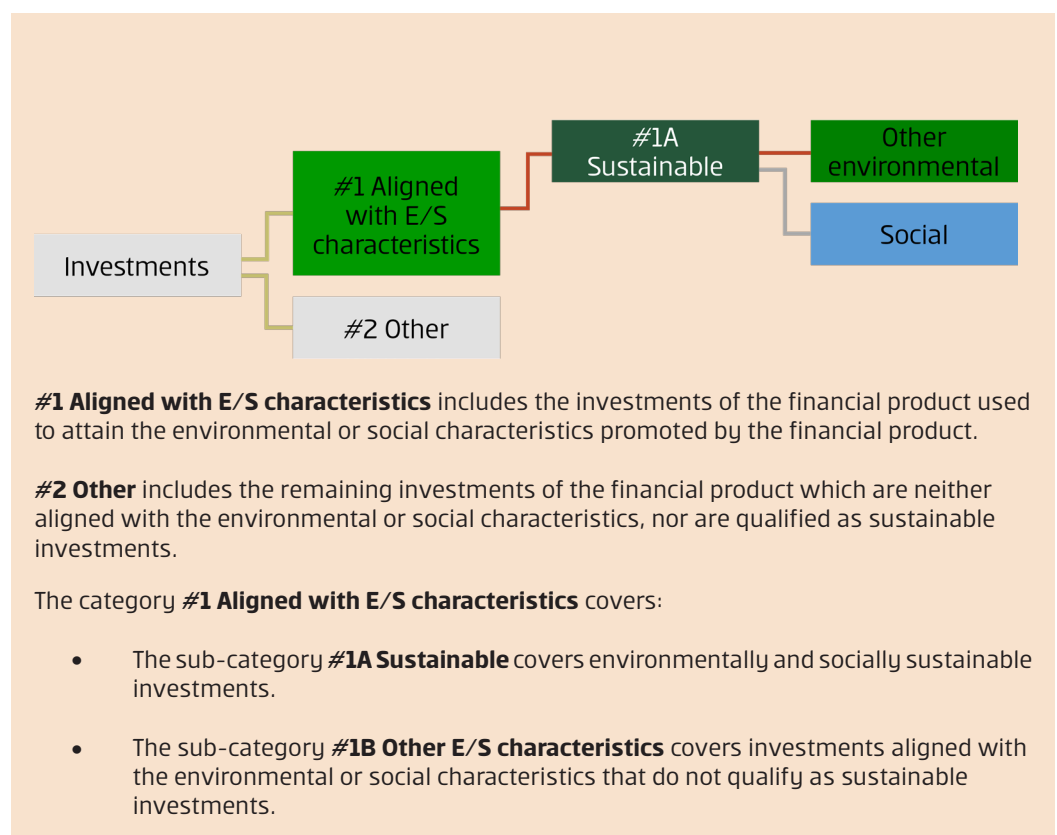 #1A
Sustainable
Other
environmental
#1 Aligned
with E/S
characteristics
Social
Investments
#2 Other
#1 Aligned with E/S characteristics includes the investments of the financial product used
to attain the environmental or social characteristics promoted by the financial product.
#2 Other includes the remaining investments of the financial product which are neither
aligned with the environmental or social characteristics, nor are qualified as sustainable
investments.
The category #1 Aligned with E/S characteristics covers:
• The sub-category #1A Sustainable covers environmentally and socially sustainable
investments.
• The sub-category #1B Other E/S characteristics covers investments aligned with
the environmental or social characteristics that do not qualify as sustainable
investments.